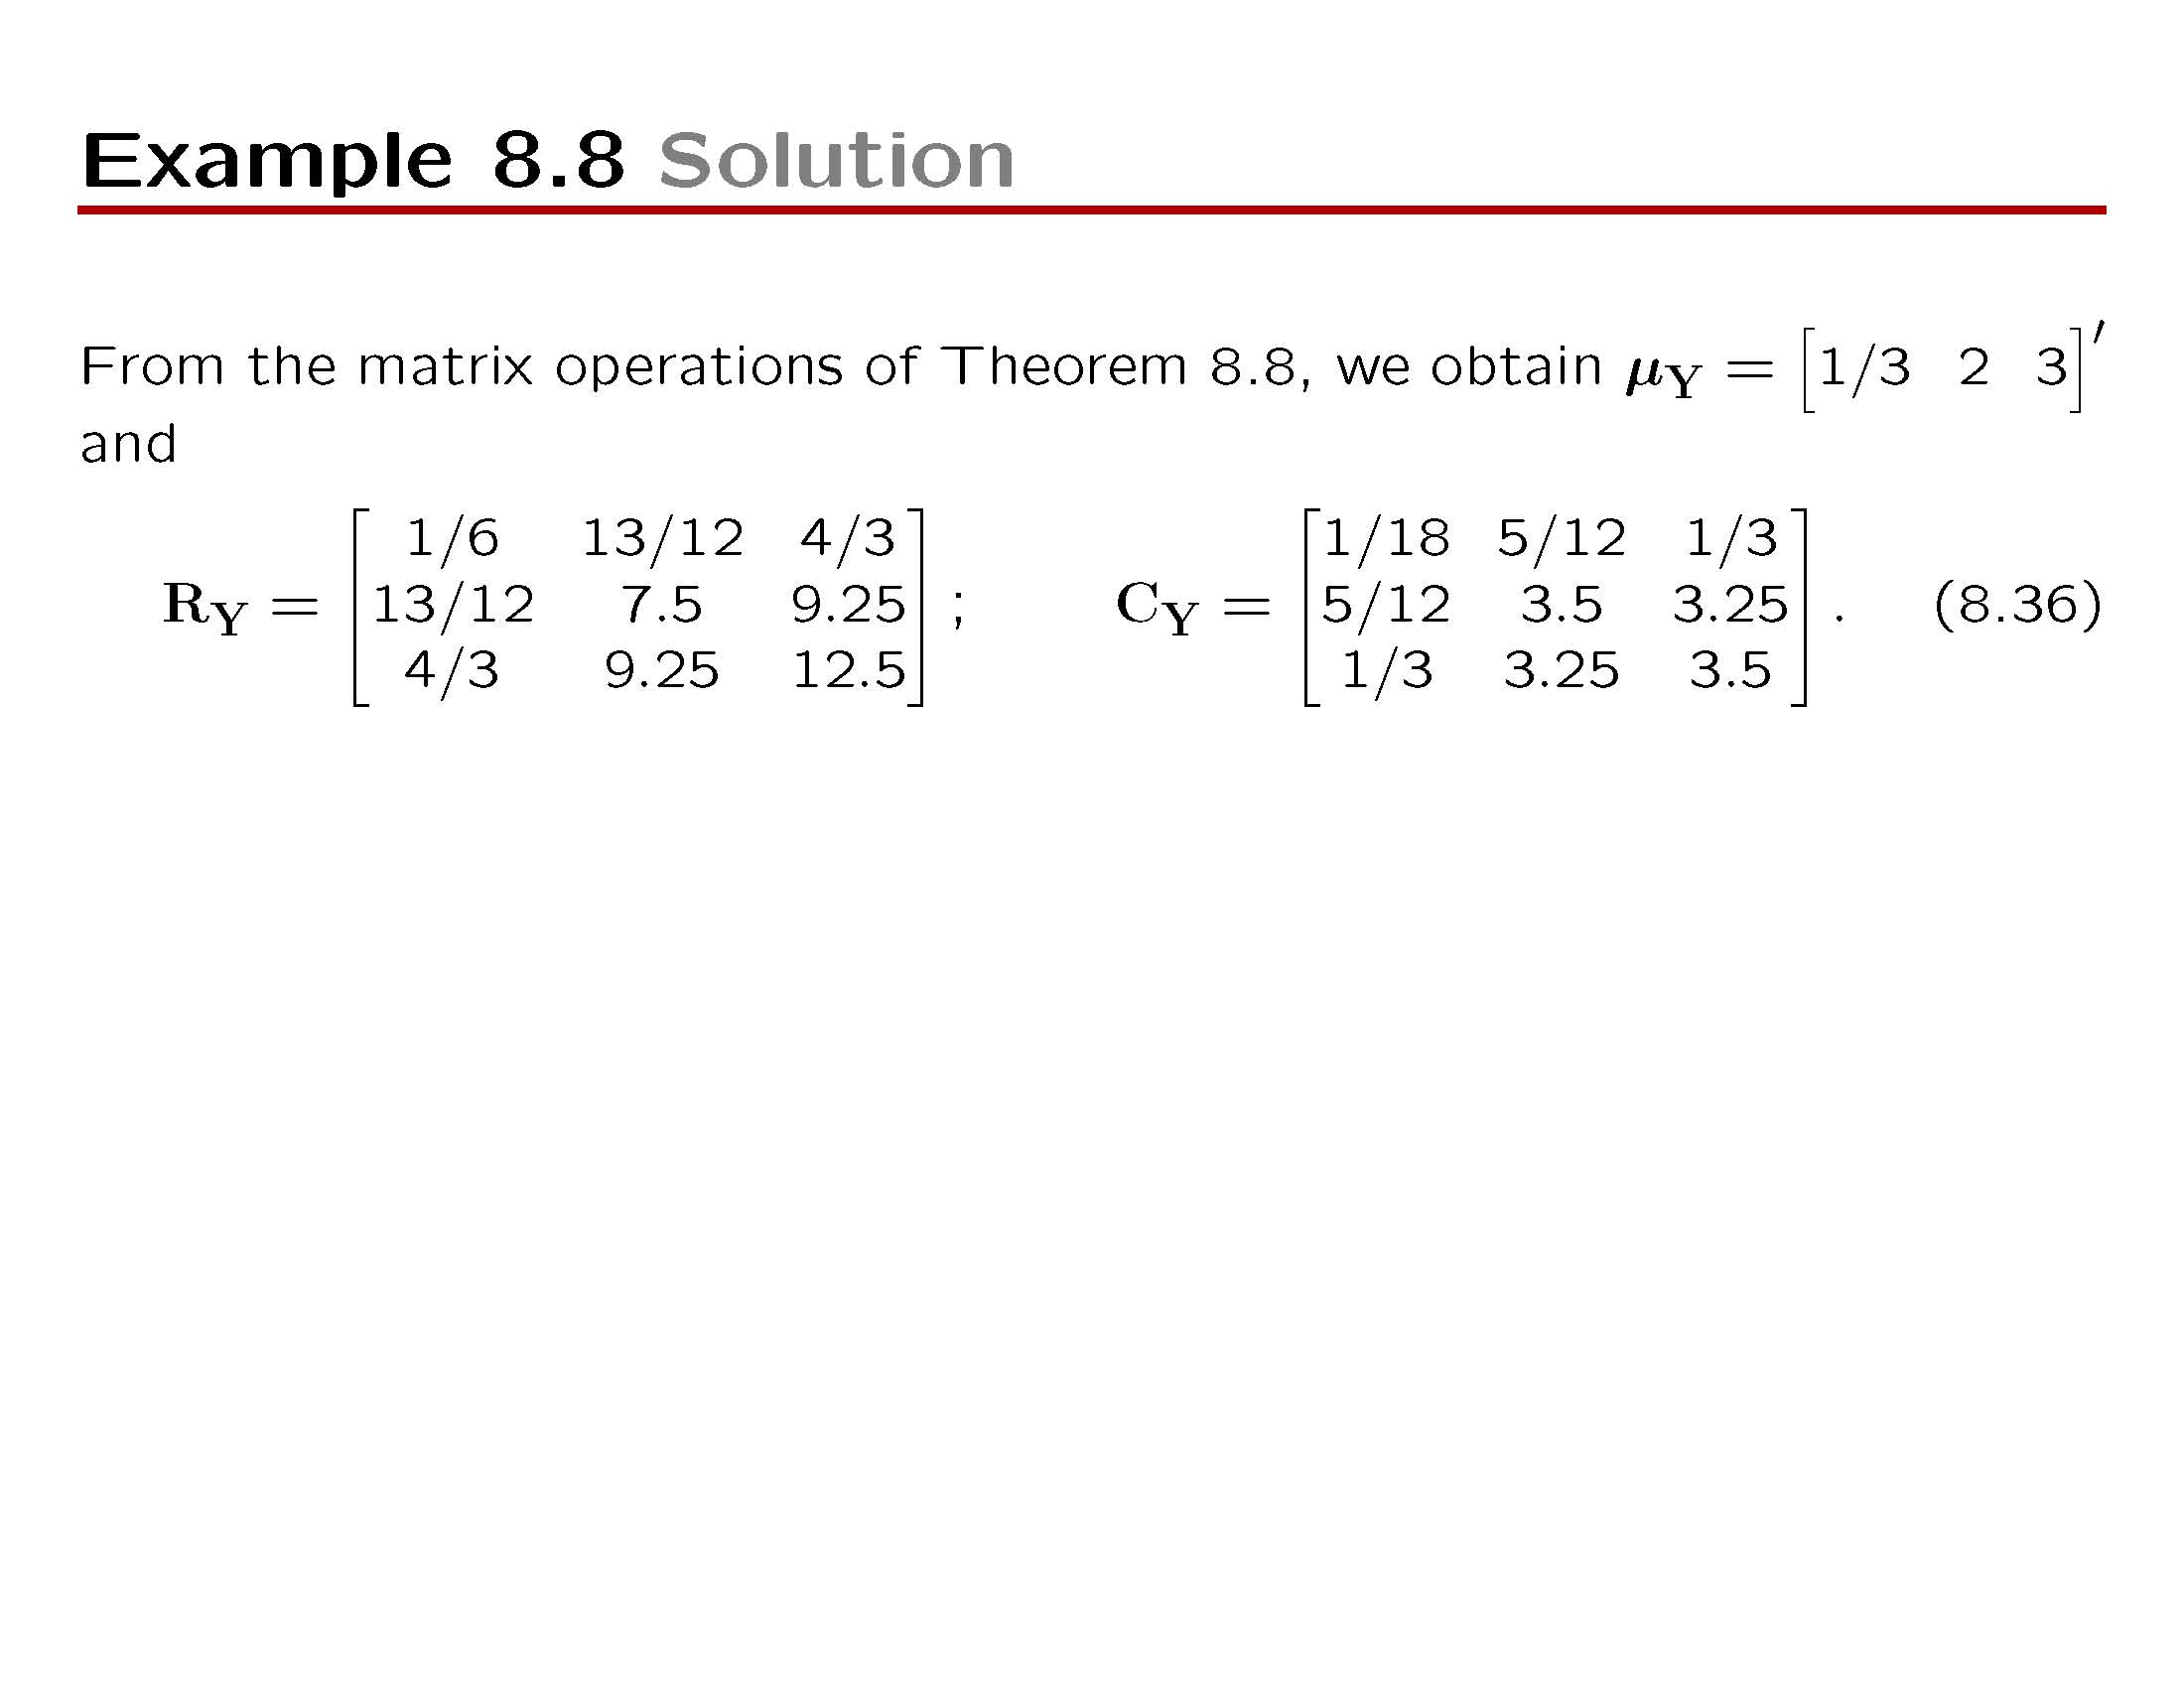 Example 8.8 Solution
From the matrix operations of Theorem 8.8, we obtain μ_Y = [1/3 2 3]′
and
R_Y = [1/6 13/12 4/3; 13/12 7.5 9.25; 4/3 9.25 12.5] ; C_Y = [1/18 5/12 1/3; 5/12 3.5 3.25; 1/3 3.25 3.5] . (8.36)